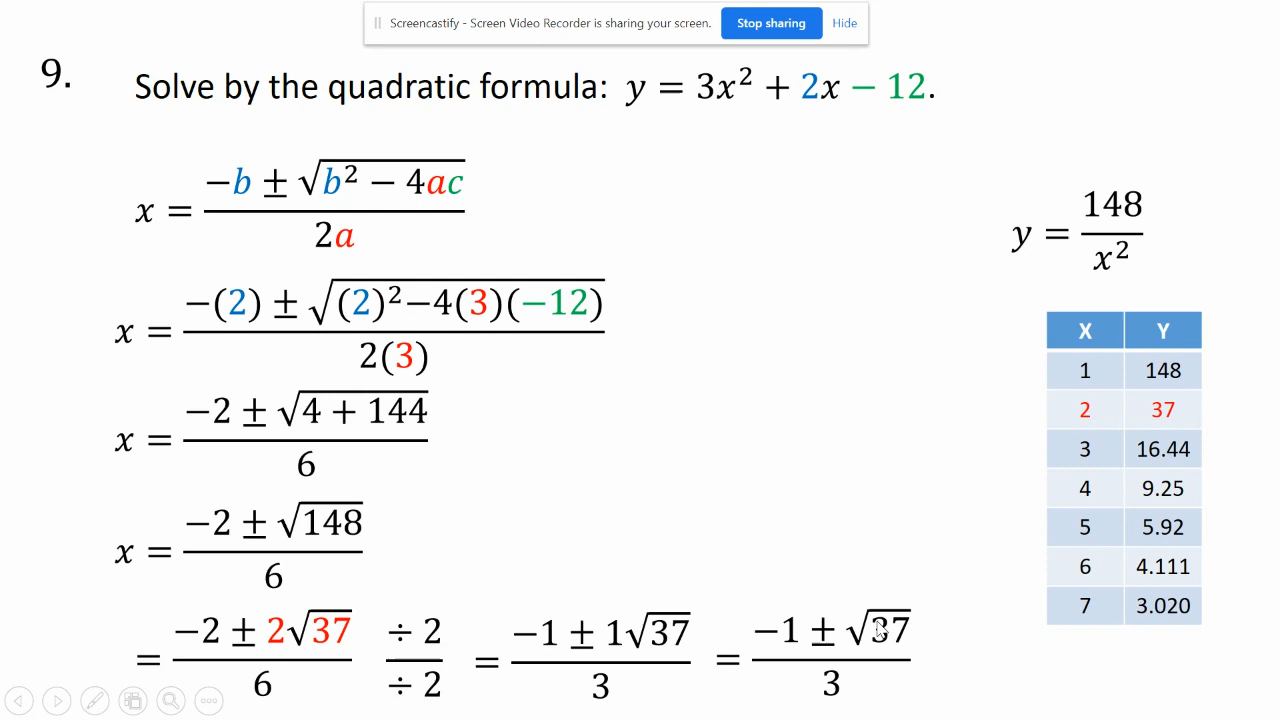 Screencastify - Screen Video Recorder is sharing your screen. Stop sharing Hide
9. Solve by the quadratic formula: y = 3x² + 2x − 12.
x = (−b ± √(b² − 4ac)) / (2a)
x = (−(2) ± √((2)² −4(3)(−12))) / (2(3))
x = (−2 ± √(4 + 144)) / 6
x = (−2 ± √148) / 6
= (−2 ± 2√37) / 6 ÷ 2 / ÷ 2 = (−1 ± 1√37) / 3 = (−1 ± √37) / 3
y = 148 / x²
X Y
1 148
2 37
3 16.44
4 9.25
5 5.92
6 4.111
7 3.020